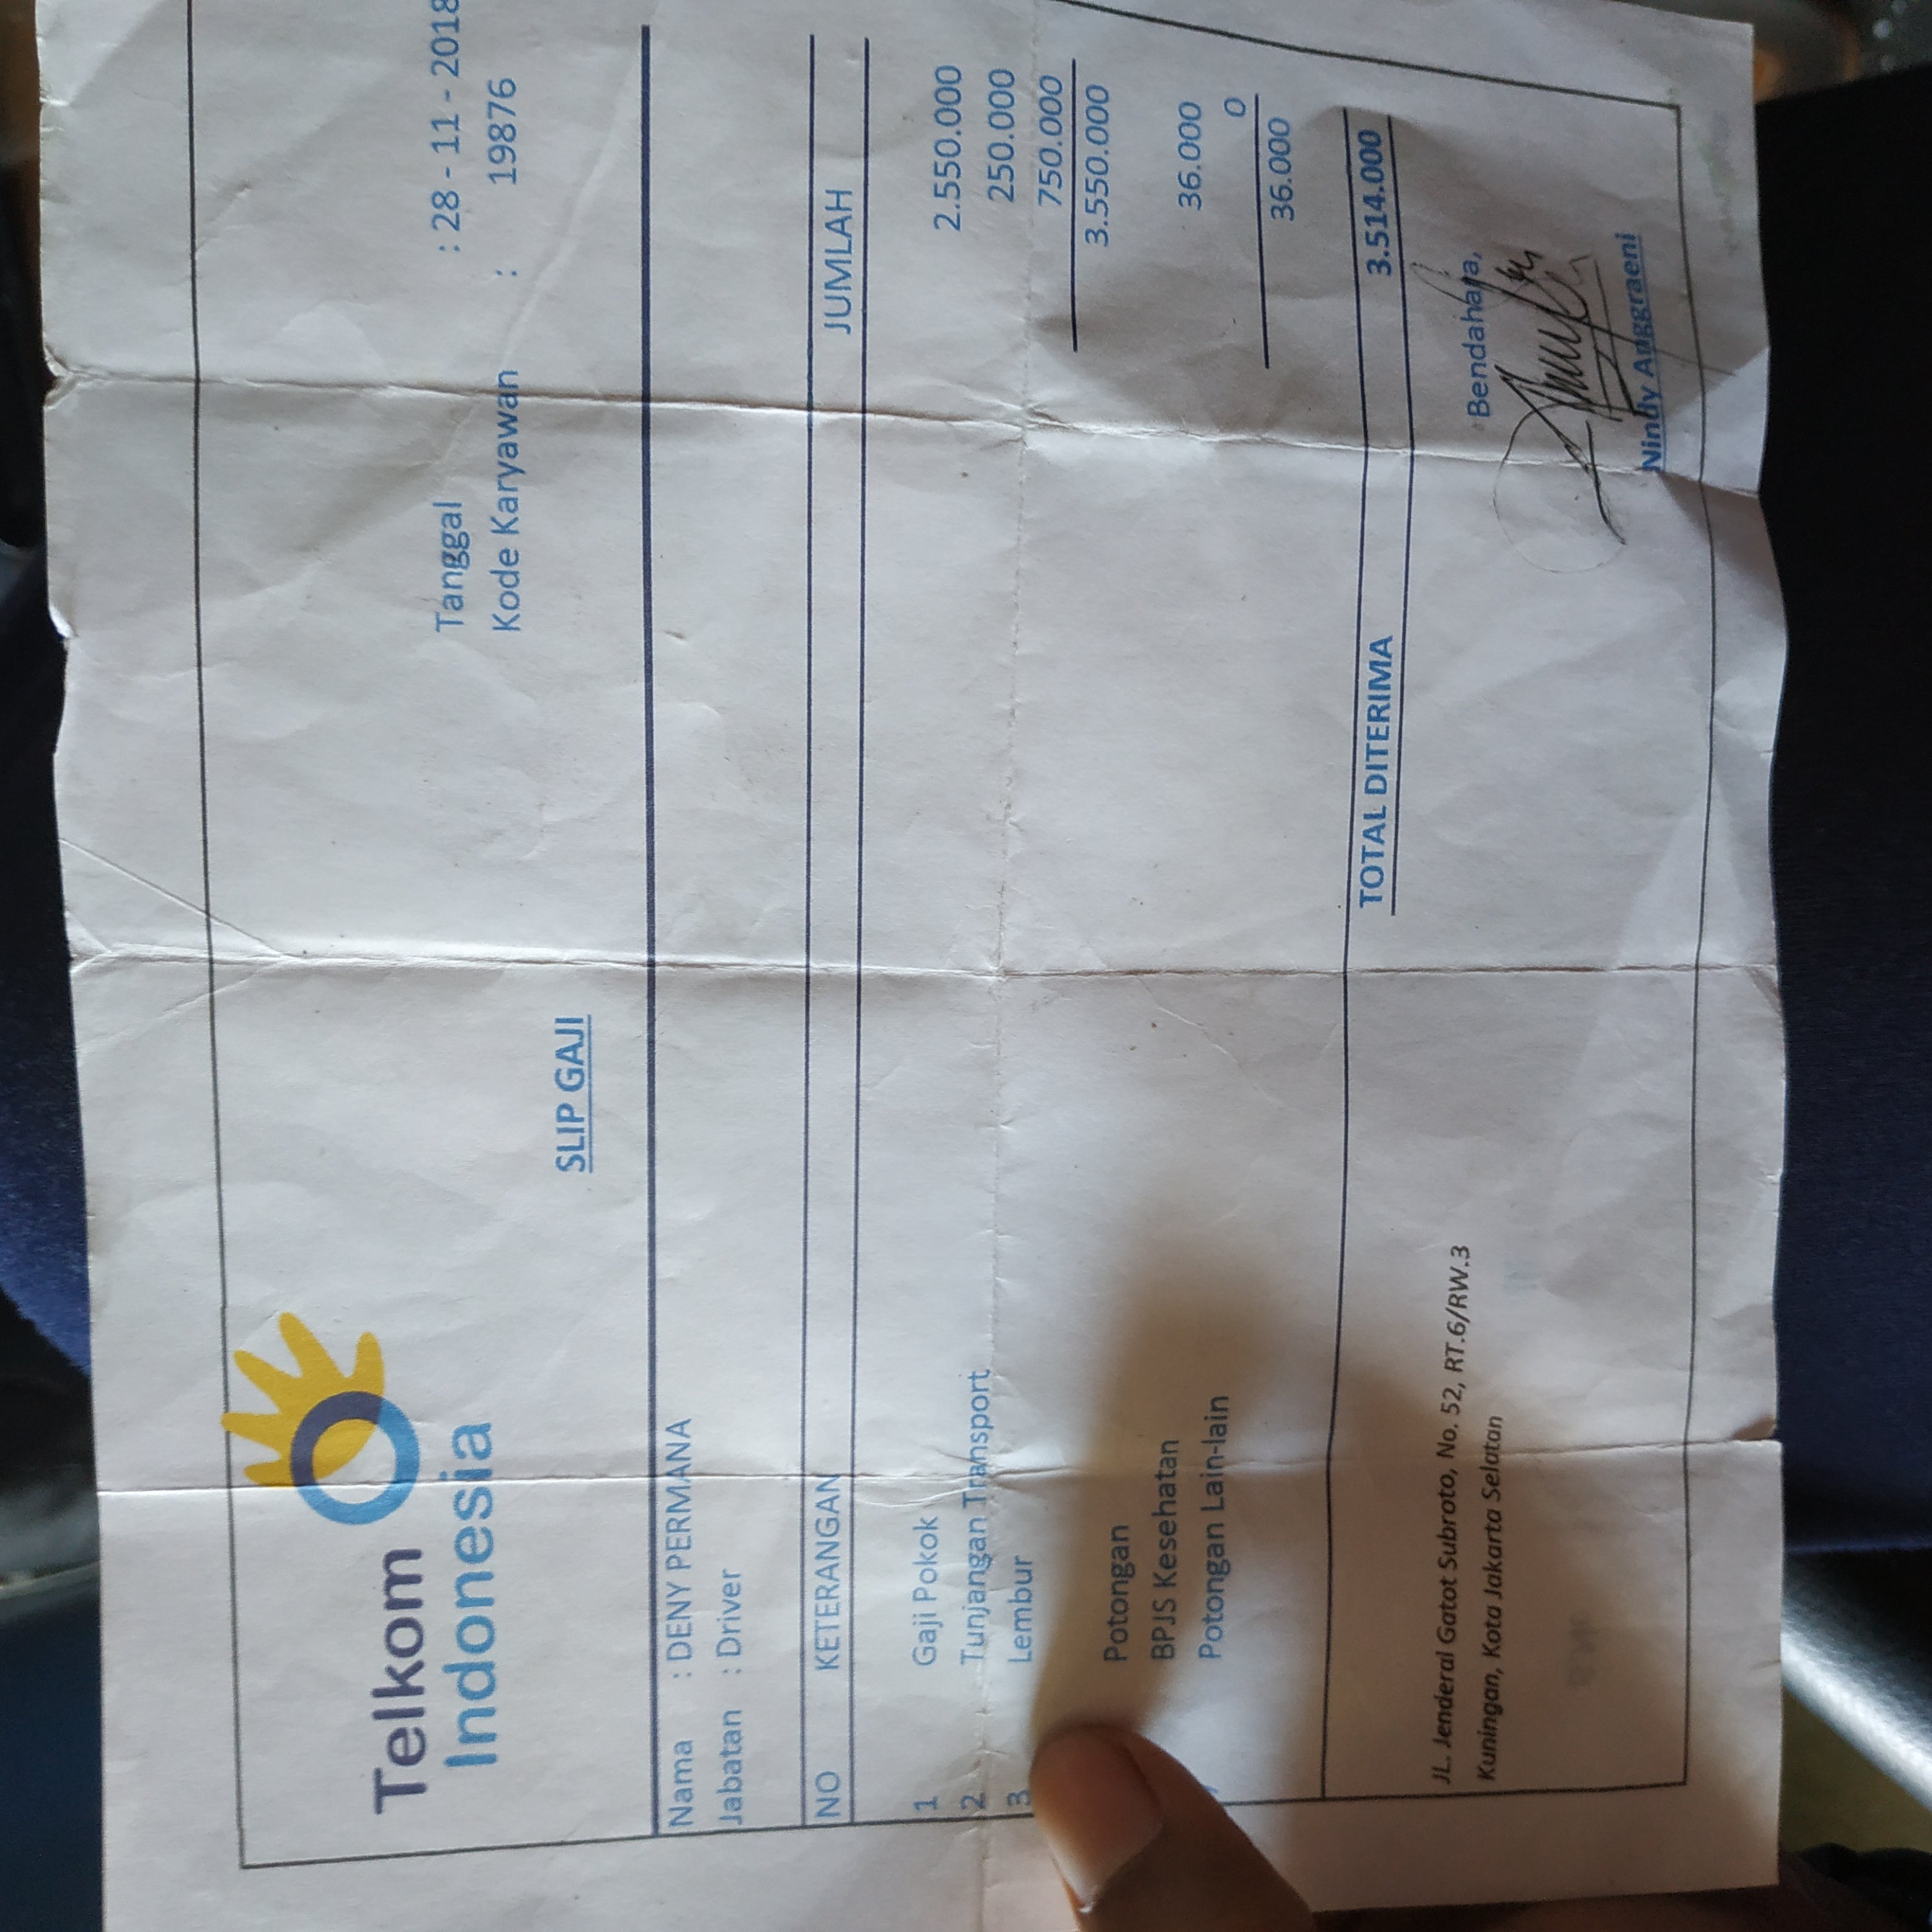 Telkom
Indonesia
Tanggal : 28 - 11 - 2018
Kode Karyawan : 19876
SLIP GAJI
Nama : DENY PERMANA
Jabatan : Driver
NO KETERANGAN JUMLAH
1 Gaji Pokok 2.550.000
2 Tunjangan Transport 250.000
3 Lembur 750.000
3.550.000
Potongan
BPJS Kesehatan 36.000
Potongan Lain-lain 0
36.000
TOTAL DITERIMA 3.514.000
JL. Jenderal Gatot Subroto, No. 52, RT.6/RW.3
Kuningan, Kota Jakarta Selatan
Bendahara,
Nindy Anggraeni